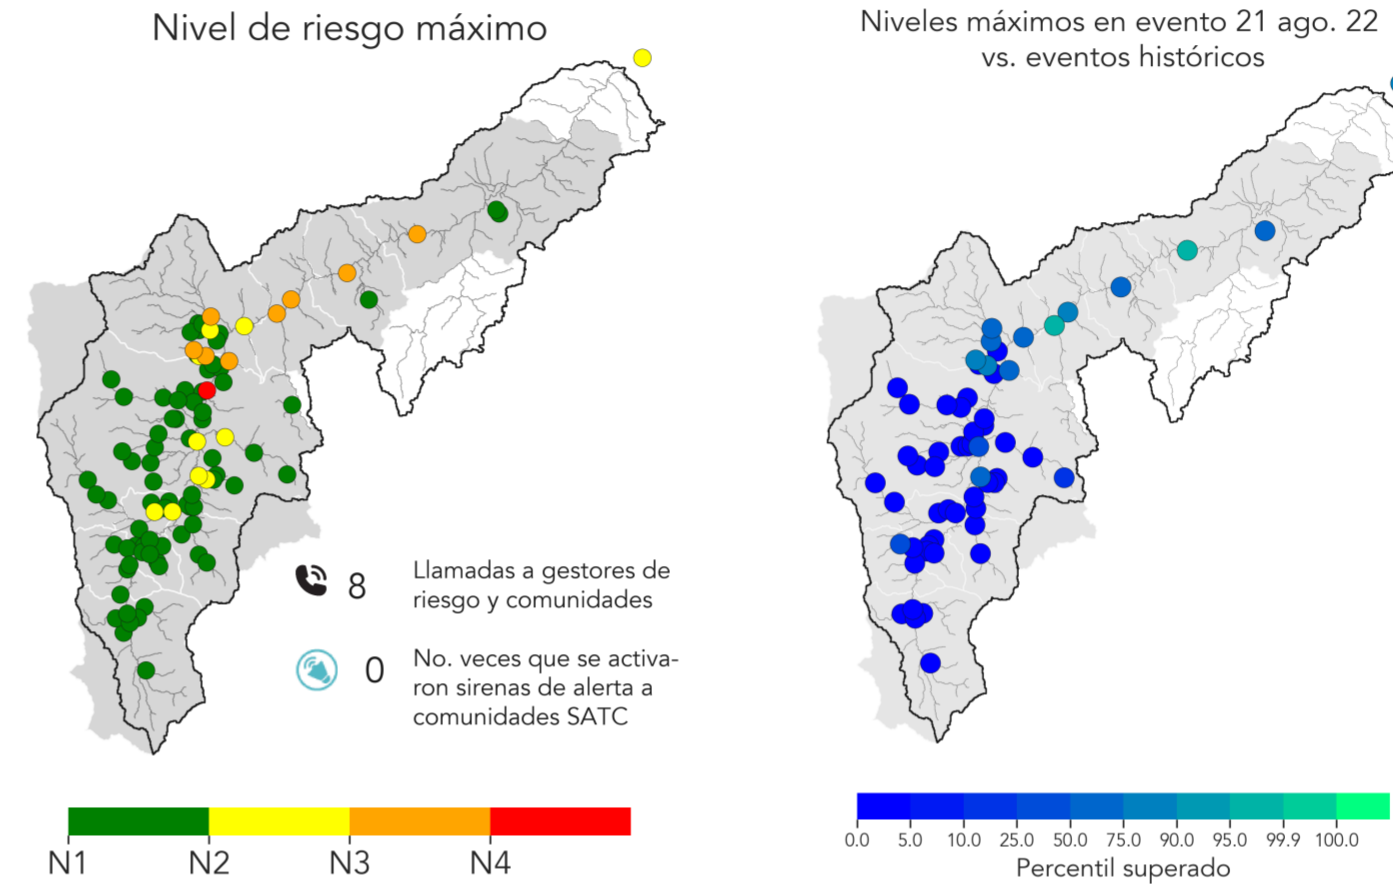 Nivel de riesgo máximo
8
Llamadas a gestores de
riesgo y comunidades
0
No. veces que se activa-
ron sirenas de alerta a
comunidades SATC
N1 N2 N3 N4
Niveles máximos en evento 21 ago. 22
vs. eventos históricos
0.0 5.0 10.0 25.0 50.0 75.0 90.0 95.0 99.9 100.0
Percentil superado